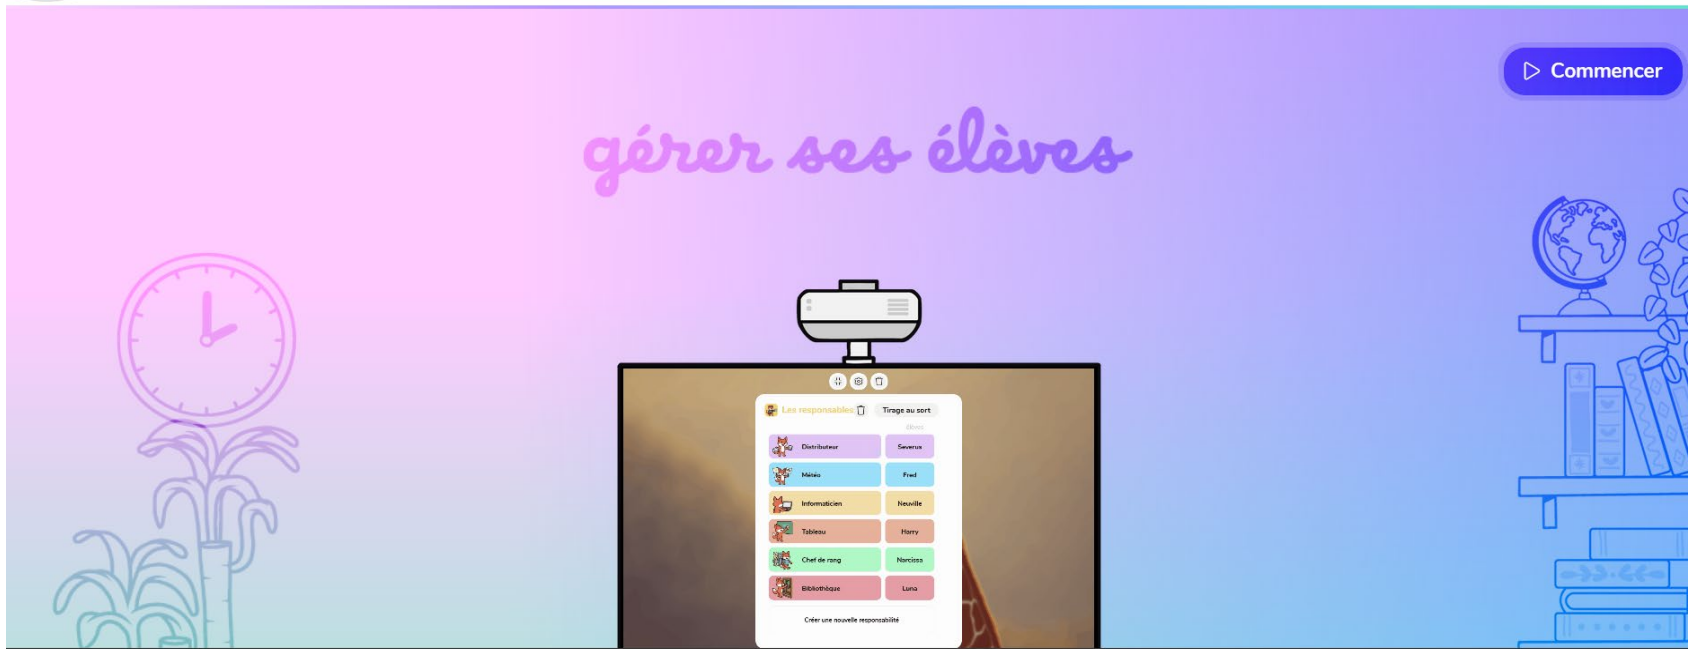 Commencer
gérer ses élèves
Les responsables Tirage au sort
élèves
Distributeur Severus
Météo Fred
Informaticien Neuville
Tableau Harry
Chef de rang Narcissa
Bibliothèque Luna
Créer une nouvelle responsabilité